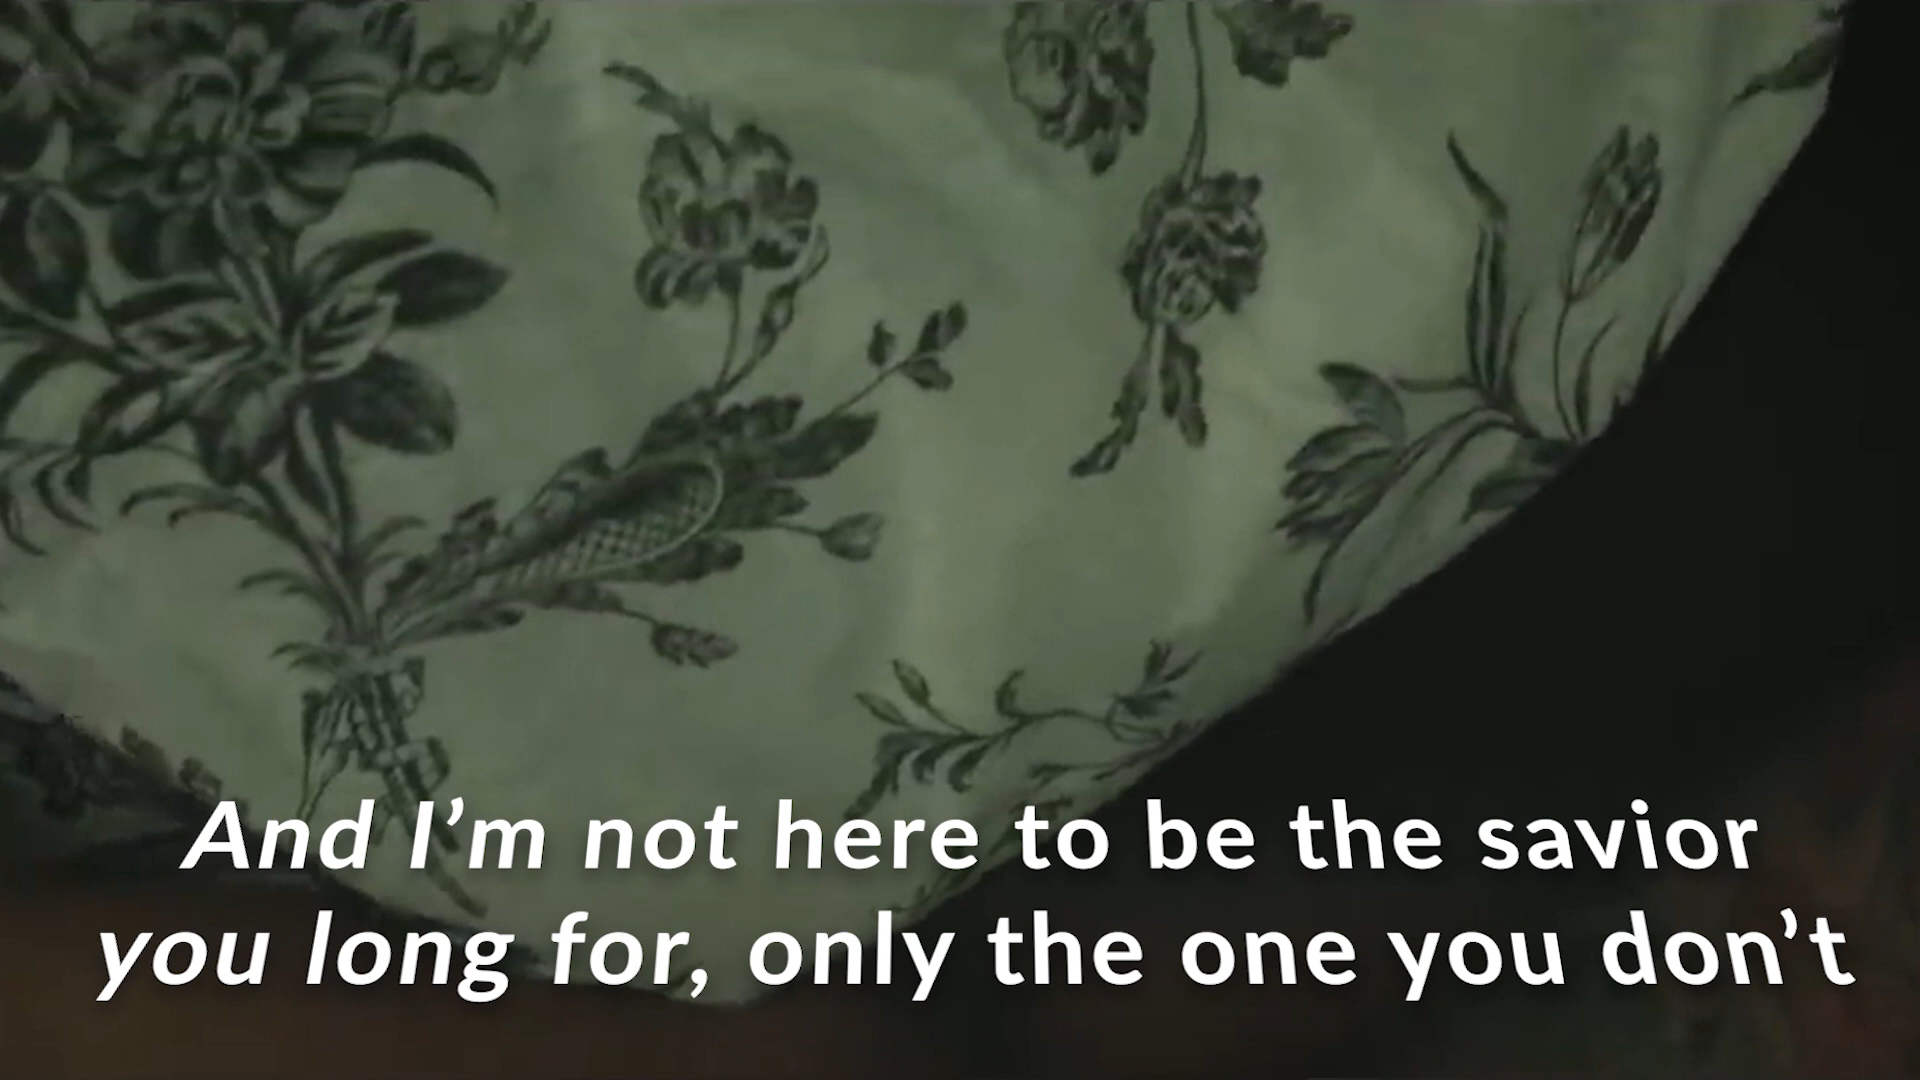 And I’m not here to be the savior
you long for, only the one you don’t